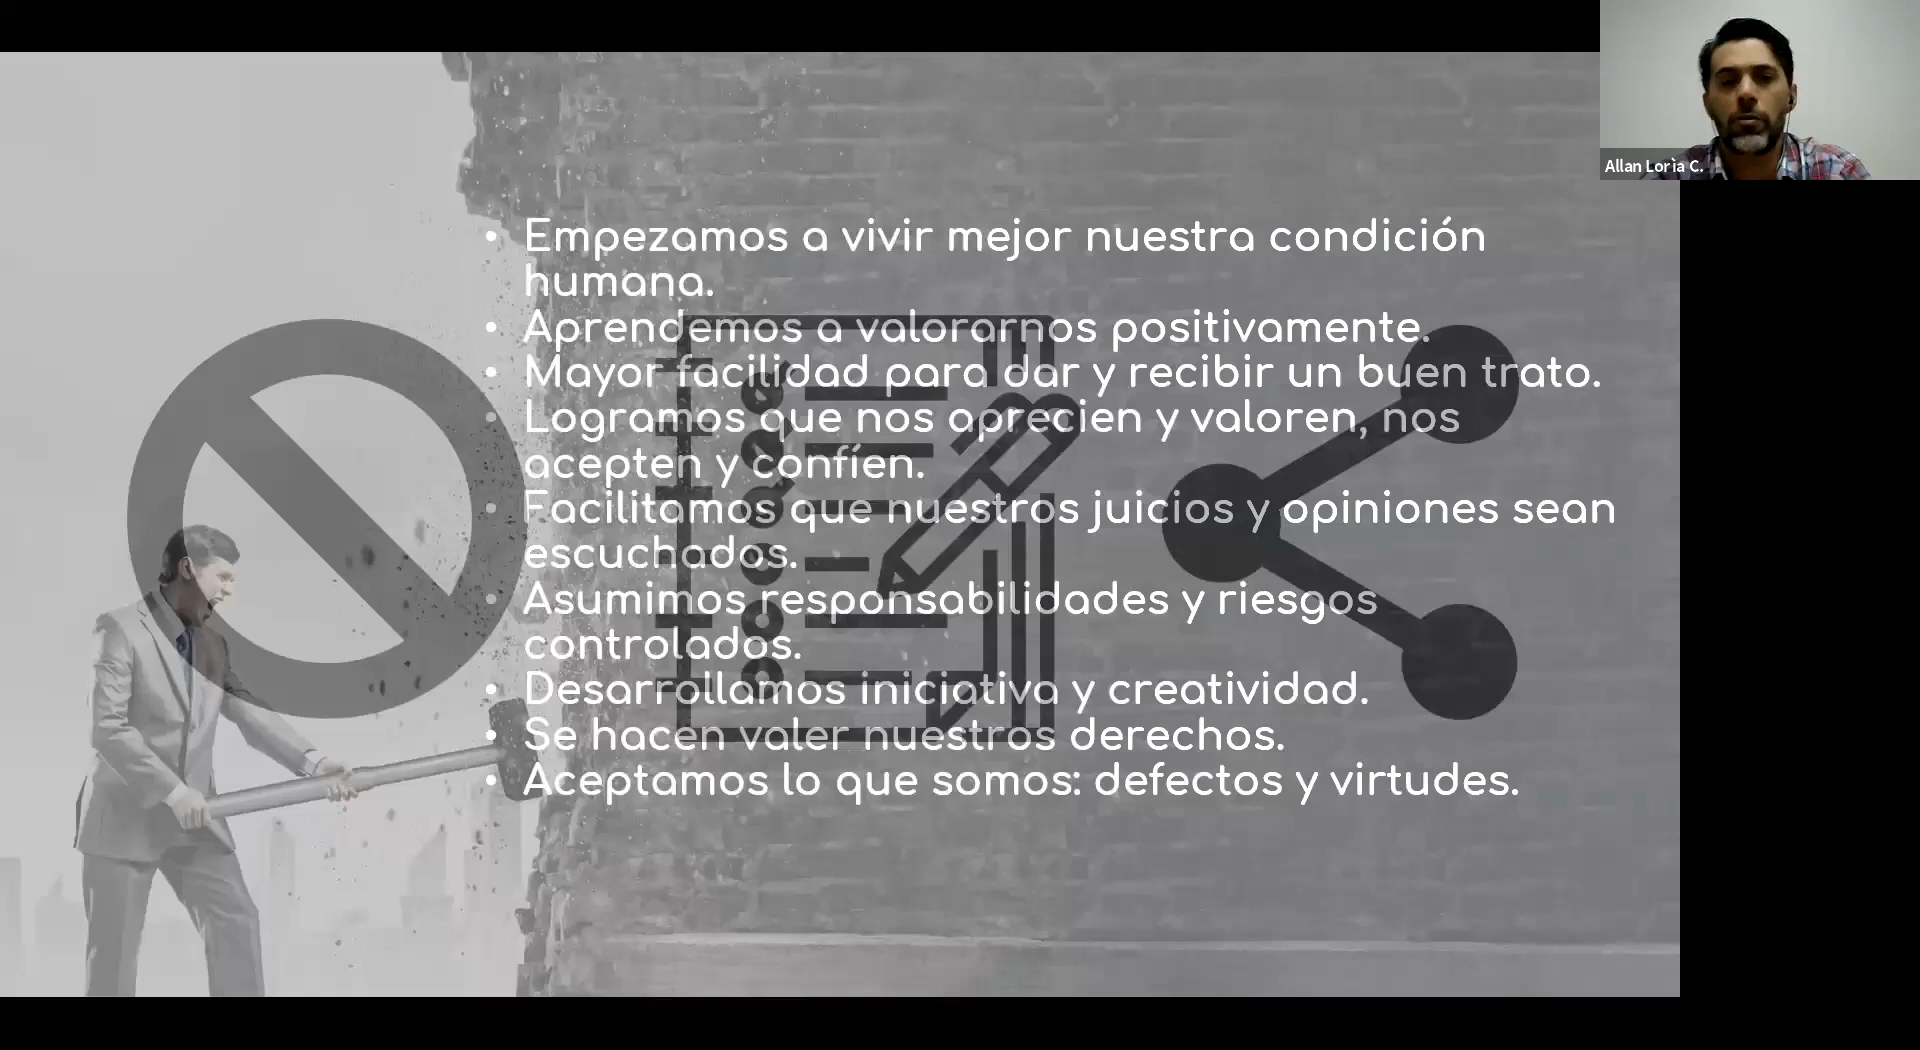 Allan Lorìa C.
• Empezamos a vivir mejor nuestra condición
humana.
• Aprendemos a valorarnos positivamente.
• Mayor facilidad para dar y recibir un buen trato.
• Logramos que nos aprecien y valoren, nos
acepten y confíen.
• Facilitamos que nuestros juicios y opiniones sean
escuchados.
• Asumimos responsabilidades y riesgos
controlados.
• Desarrollamos iniciativa y creatividad.
• Se hacen valer nuestros derechos.
• Aceptamos lo que somos: defectos y virtudes.